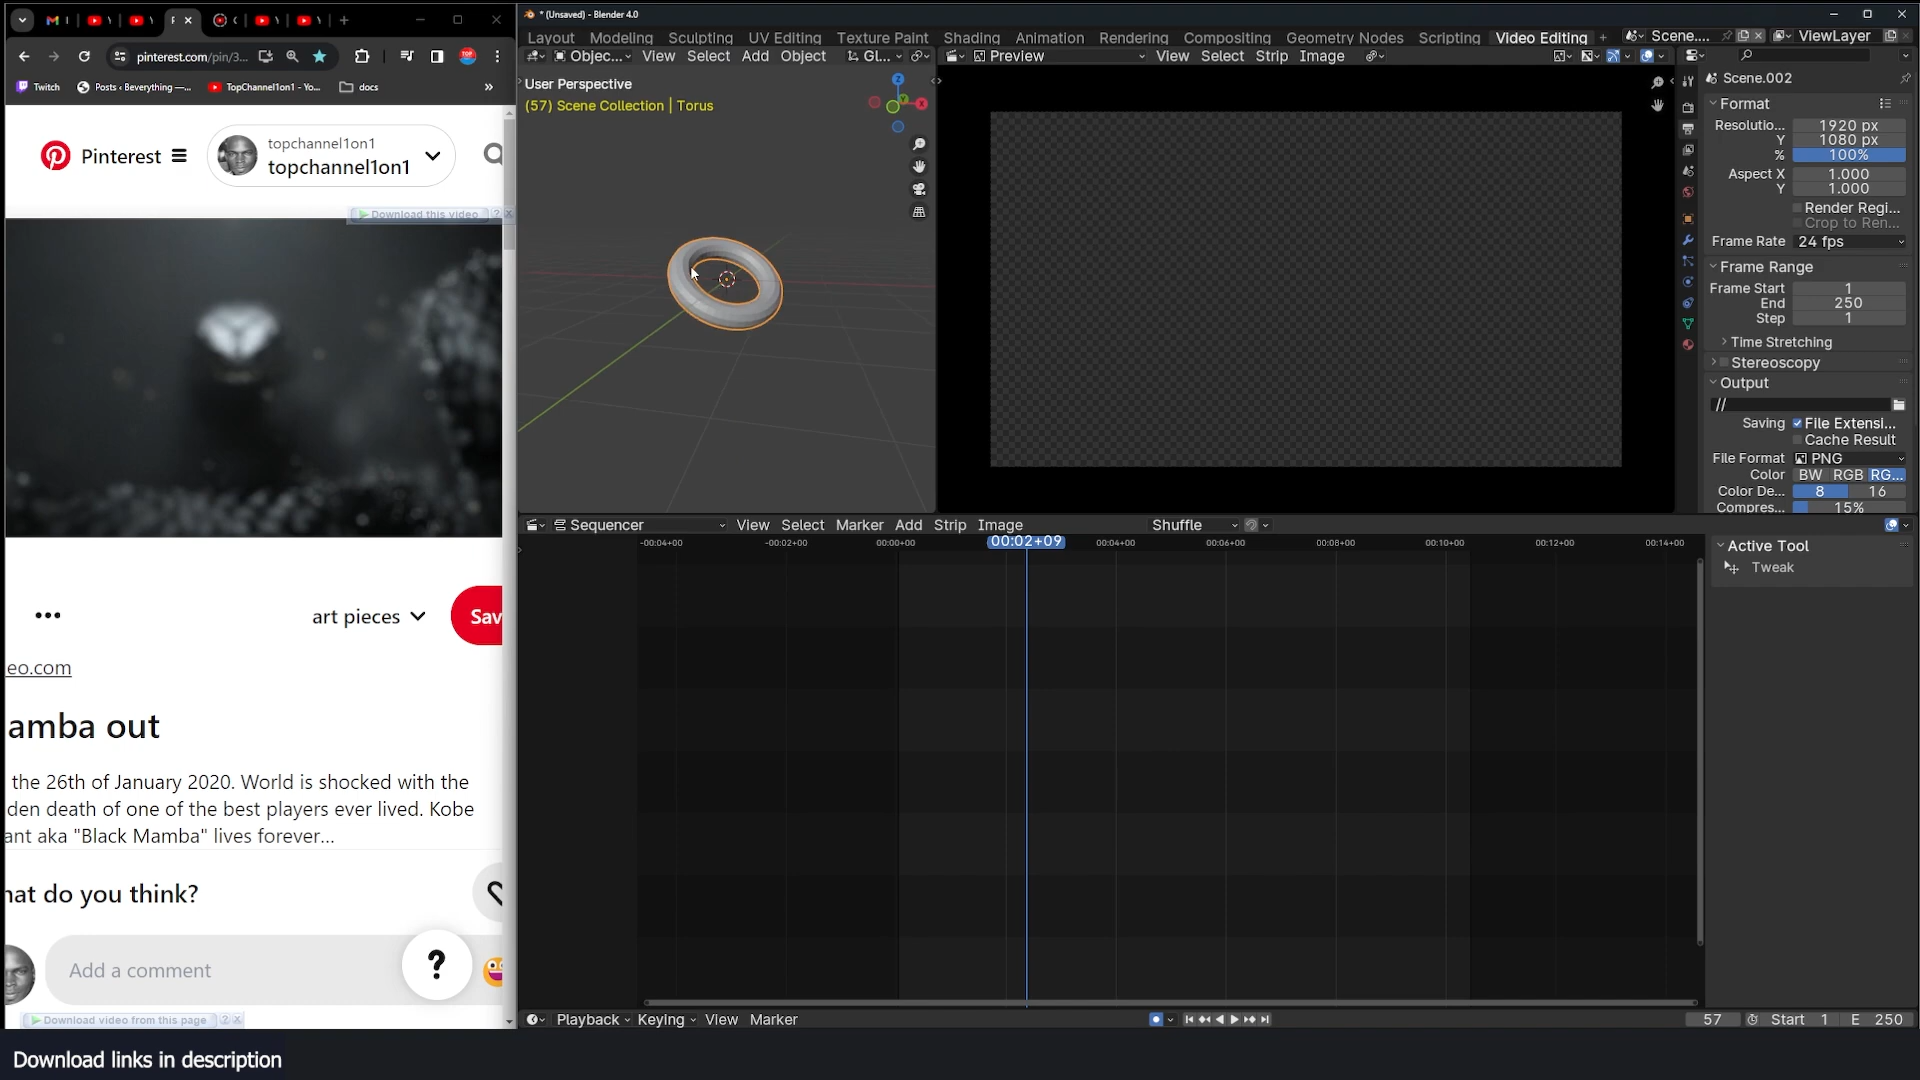 pinterest.com/pin/3...
Twitch
Posts ‹ Beverything —...
TopChannel1on1 - Yo...
docs
»
Pinterest
topchannel1on1
topchannel1on1
Download this video
art pieces
Sav
eo.com
amba out
the 26th of January 2020. World is shocked with the
den death of one of the best players ever lived. Kobe
ant aka "Black Mamba" lives forever...
hat do you think?
Add a comment
?
Download video from this page
* (Unsaved) - Blender 4.0
Layout Modeling Sculpting UV Editing Texture Paint Shading Animation Rendering Compositing Geometry Nodes Scripting Video Editing + Scene.... ViewLayer
Objec... View Select Add Object Gl...
User Perspective
(57) Scene Collection | Torus
Preview View Select Strip Image
Scene.002
Format
Resolutio... 1920 px
Y 1080 px
% 100%
Aspect X 1.000
Y 1.000
Render Regi...
Crop to Ren...
Frame Rate 24 fps
Frame Range
Frame Start 1
End 250
Step 1
Time Stretching
Stereoscopy
Output
//
Saving File Extensi...
Cache Result
File Format PNG
Color BW RGB RG...
Color De... 8 16
Compres... 15%
Sequencer View Select Marker Add Strip Image Shuffle
-00:04+00 -00:02+00 00:00+00 00:02+09 00:04+00 00:06+00 00:08+00 00:10+00 00:12+00 00:14+00
Active Tool
Tweak
Playback Keying View Marker 57 Start 1 E 250
Download links in description